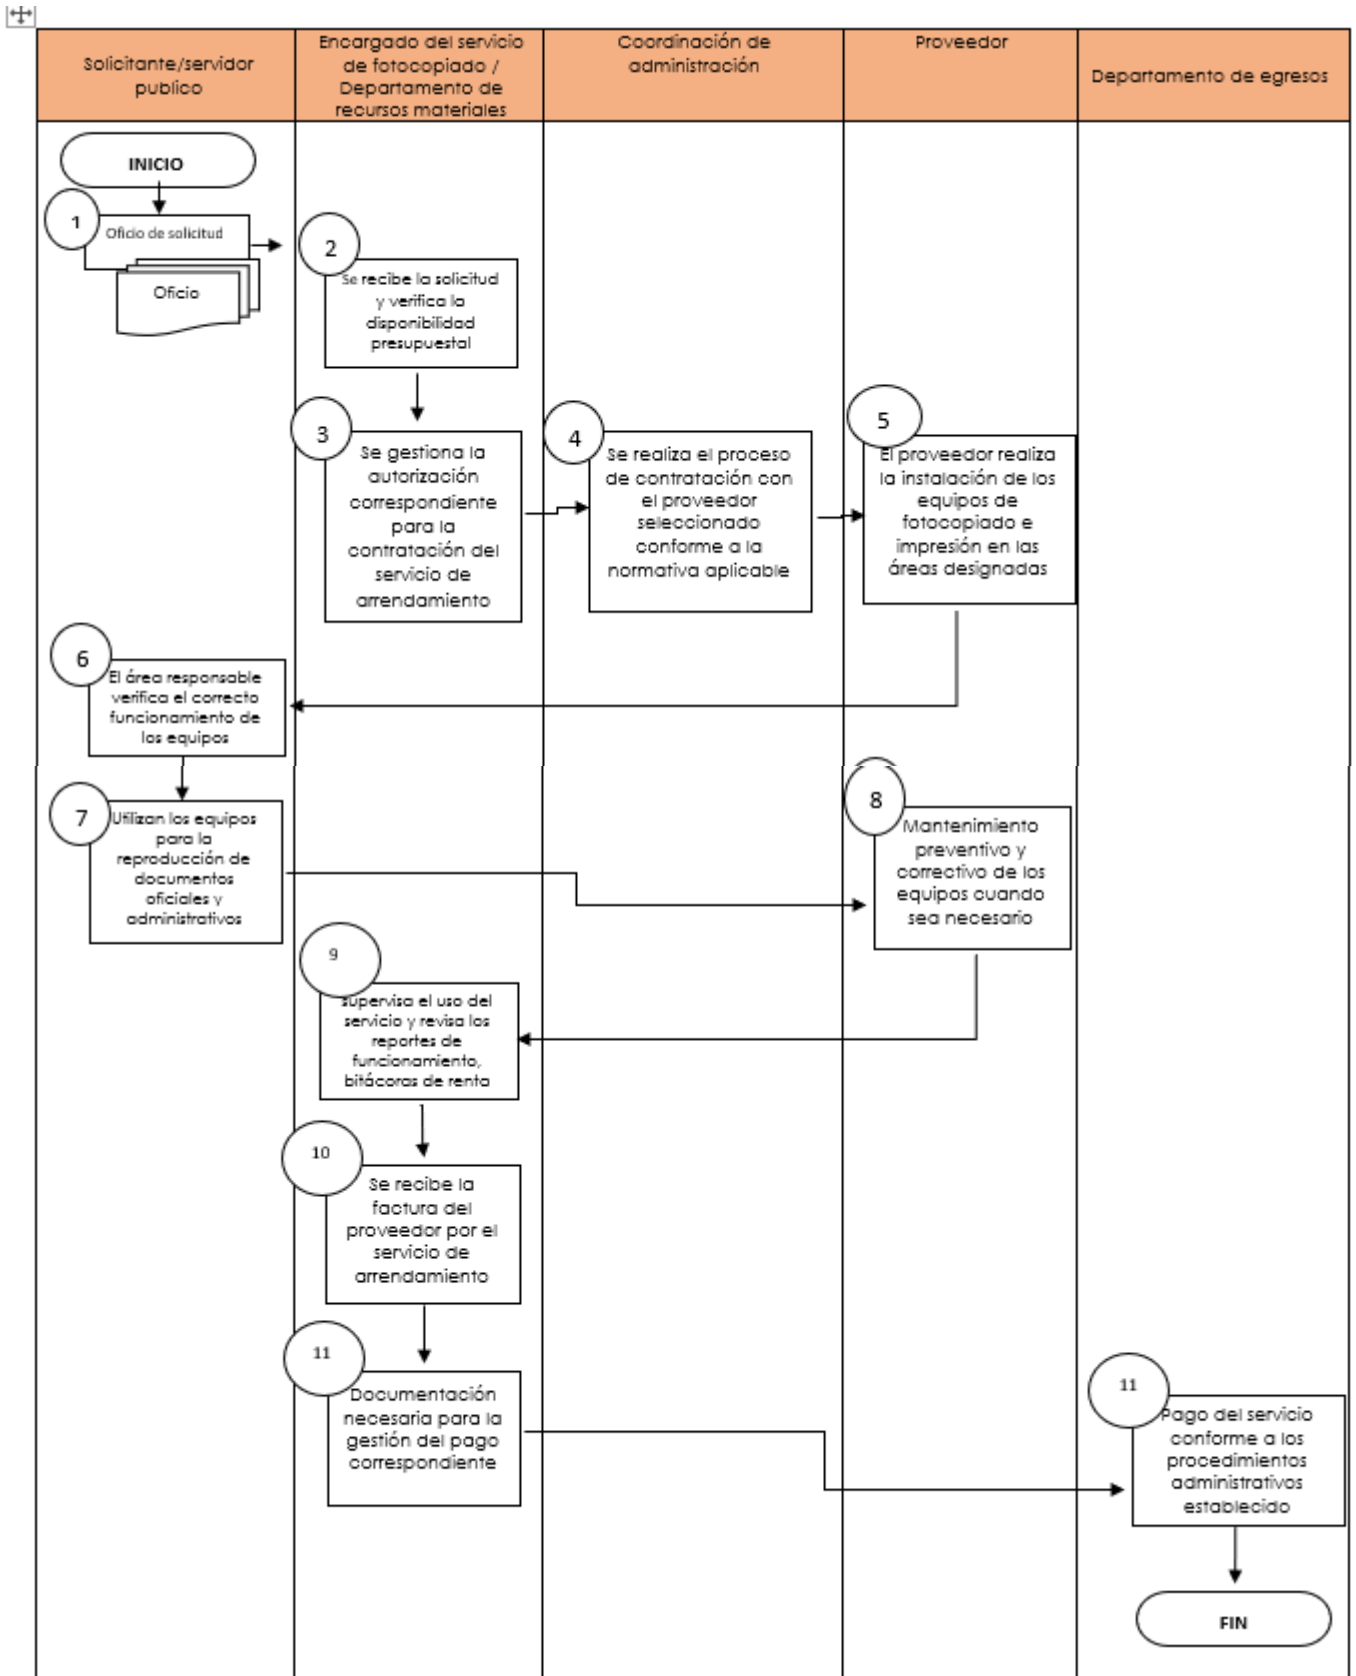 Solicitante/servidor
publico
Encargado del servicio
de fotocopiado /
Departamento de
recursos materiales
Coordinación de
administración
Proveedor
Departamento de egresos
INICIO
1
Oficio de solicitud
Oficio
2
Se recibe la solicitud
y verifica la
disponibilidad
presupuestal
3
Se gestiona la
autorización
correspondiente
para la
contratación del
servicio de
arrendamiento
4
Se realiza el proceso
de contratación con
el proveedor
seleccionado
conforme a la
normativa aplicable
5
El proveedor realiza
la instalación de los
equipos de
fotocopiado e
impresión en las
áreas designadas
6
El área responsable
verifica el correcto
funcionamiento de
los equipos
7
Utilizan los equipos
para la
reproducción de
documentos
oficiales y
administrativos
8
Mantenimiento
preventivo y
correctivo de los
equipos cuando
sea necesario
9
supervisa el uso del
servicio y revisa los
reportes de
funcionamiento,
bitácoras de renta
10
Se recibe la
factura del
proveedor por el
servicio de
arrendamiento
11
Documentación
necesaria para la
gestión del pago
correspondiente
11
Pago del servicio
conforme a los
procedimientos
administrativos
establecido
FIN